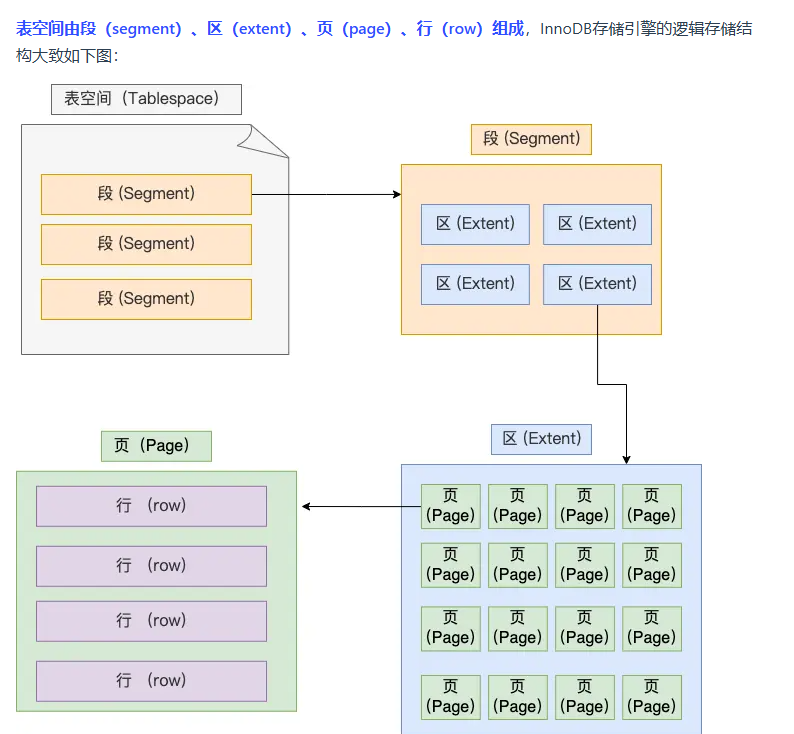 表空间由段（segment）、区（extent）、页（page）、行（row）组成，InnoDB存储引擎的逻辑存储结
构大致如下图：
表空间（Tablespace）
段 (Segment)
段 (Segment)
段 (Segment)
段 (Segment)
区 (Extent)
区 (Extent)
区 (Extent)
区 (Extent)
区 (Extent)
页
(Page)
页
(Page)
页
(Page)
页
(Page)
页
(Page)
页
(Page)
页
(Page)
页
(Page)
页
(Page)
页
(Page)
页
(Page)
页
(Page)
页
(Page)
页
(Page)
页
(Page)
页
(Page)
页（Page）
行 （row)
行 （row)
行 （row)
行 （row)